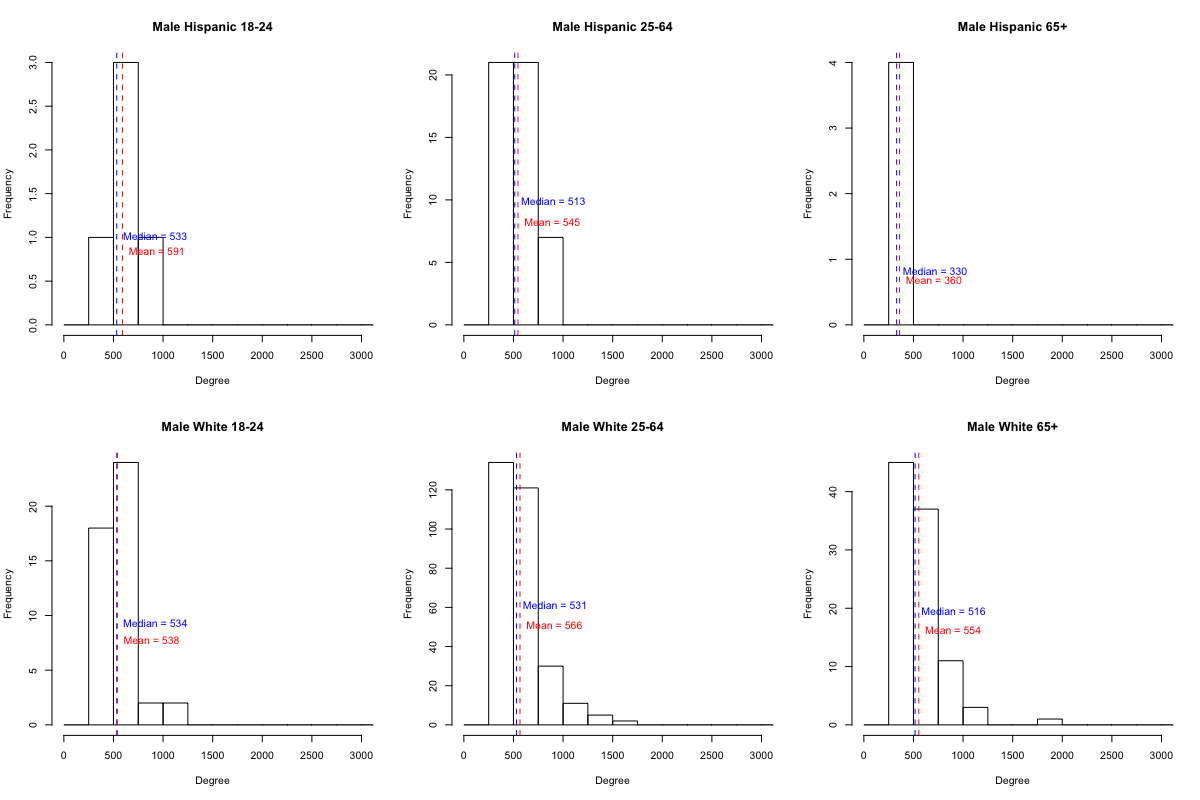 Male Hispanic 18-24
Frequency
3.0
2.5
2.0
1.5
1.0
0.5
0.0
Median = 533
Mean = 591
0 500 1000 1500 2000 2500 3000
Degree
Male Hispanic 25-64
Frequency
20
15
10
5
0
Median = 513
Mean = 545
0 500 1000 1500 2000 2500 3000
Degree
Male Hispanic 65+
Frequency
4
3
2
1
0
Median = 330
Mean = 360
0 500 1000 1500 2000 2500 3000
Degree
Male White 18-24
Frequency
20
15
10
5
0
Median = 534
Mean = 538
0 500 1000 1500 2000 2500 3000
Degree
Male White 25-64
Frequency
120
100
80
60
40
20
0
Median = 531
Mean = 566
0 500 1000 1500 2000 2500 3000
Degree
Male White 65+
Frequency
40
30
20
10
0
Median = 516
Mean = 554
0 500 1000 1500 2000 2500 3000
Degree